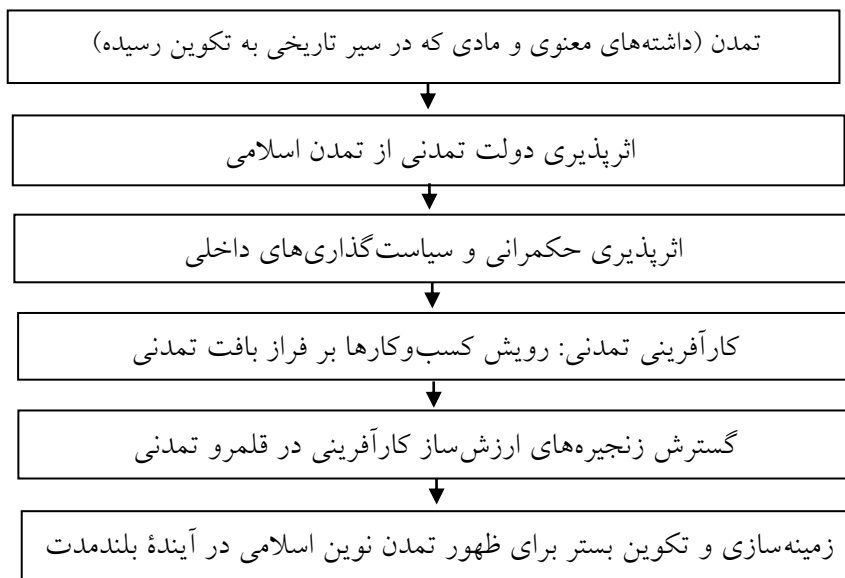 تمدن (داشته‌های معنوی و مادی که در سیر تاریخی به تکوین رسیده)
اثرپذیری دولت تمدنی از تمدن اسلامی
اثرپذیری حکمرانی و سیاست‌گذاری‌های داخلی
کارآفرینی تمدنی: رویش کسب‌وکارها بر فراز بافت تمدنی
گسترش زنجیره‌های ارزش‌ساز کارآفرینی در قلمرو تمدنی
زمینه‌سازی و تکوین بستر برای ظهور تمدن نوین اسلامی در آیندۀ بلندمدت